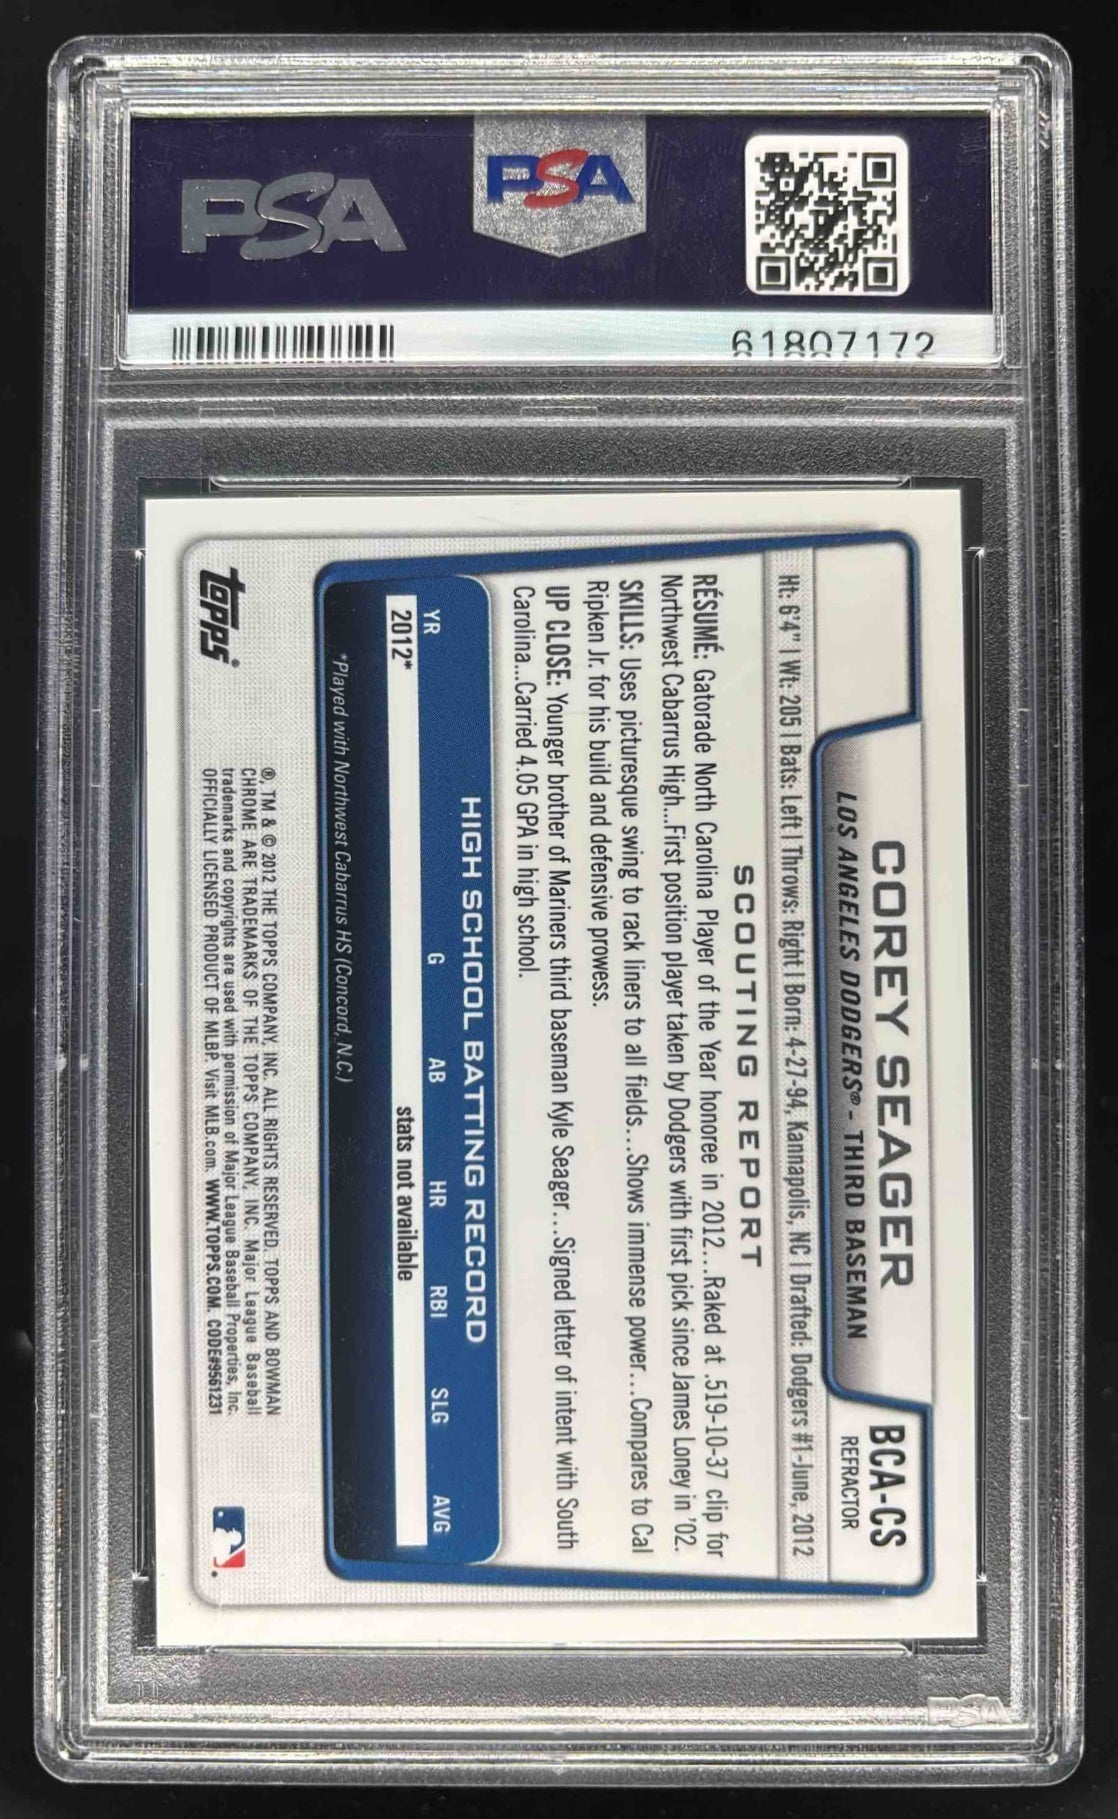 PSA
PSA
61807172
COREY SEAGER
LOS ANGELES DODGERS® - THIRD BASEMAN
BCA-CS
REFRACTOR
Ht: 6'4" | Wt: 205 | Bats: Left | Throws: Right | Born: 4-27-94, Kannapolis, NC | Drafted: Dodgers #1-June, 2012
SCOUTING REPORT
RÉSUMÉ: Gatorade North Carolina Player of the Year honoree in 2012...Raked at .519-10-37 clip for
Northwest Cabarrus High...First position player taken by Dodgers with first pick since James Loney in '02.
SKILLS: Uses picturesque swing to rack liners to all fields...Shows immense power...Compares to Cal
Ripken Jr. for his build and defensive prowess.
UP CLOSE: Younger brother of Mariners third baseman Kyle Seager...Signed letter of intent with South
Carolina...Carried 4.05 GPA in high school.
HIGH SCHOOL BATTING RECORD
YR G AB HR RBI SLG AVG
2012* stats not available
*Played with Northwest Cabarrus HS (Concord, N.C.)
topps®
®, TM & © 2012 THE TOPPS COMPANY, INC. ALL RIGHTS RESERVED. TOPPS AND BOWMAN
CHROME ARE TRADEMARKS OF THE TOPPS COMPANY, INC. Major League Baseball
trademarks and copyrights are used with permission of Major League Baseball Properties, Inc.
OFFICIALLY LICENSED PRODUCT OF MLBP. Visit MLB.com. WWW.TOPPS.COM. CODE#9561231
PSA